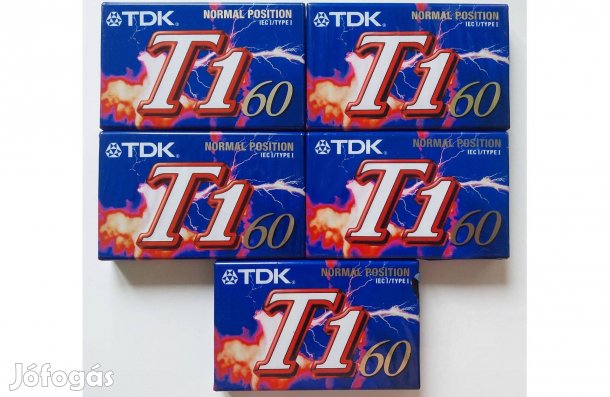 TDK NORMAL POSITION
IEC I/TYPE I
T1 60
TDK NORMAL POSITION
IEC I/TYPE I
T1 60
TDK NORMAL POSITION
IEC I/TYPE I
T1 60
TDK NORMAL POSITION
IEC I/TYPE I
T1 60
TDK NORMAL POSITION
IEC I/TYPE I
T1 60
Jófogás